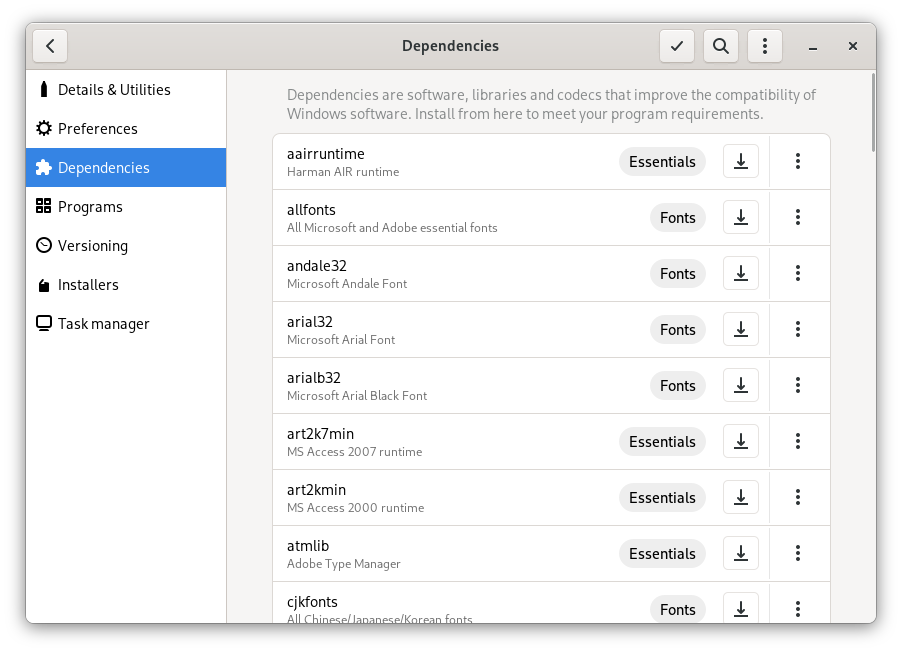 Dependencies
Details & Utilities
Preferences
Dependencies
Programs
Versioning
Installers
Task manager
Dependencies are software, libraries and codecs that improve the compatibility of
Windows software. Install from here to meet your program requirements.
aairruntime
Harman AIR runtime
Essentials
allfonts
All Microsoft and Adobe essential fonts
Fonts
andale32
Microsoft Andale Font
Fonts
arial32
Microsoft Arial Font
Fonts
arialb32
Microsoft Arial Black Font
Fonts
art2k7min
MS Access 2007 runtime
Essentials
art2kmin
MS Access 2000 runtime
Essentials
atmlib
Adobe Type Manager
Essentials
cjkfonts
All Chinese/Japanese/Korean fonts
Fonts